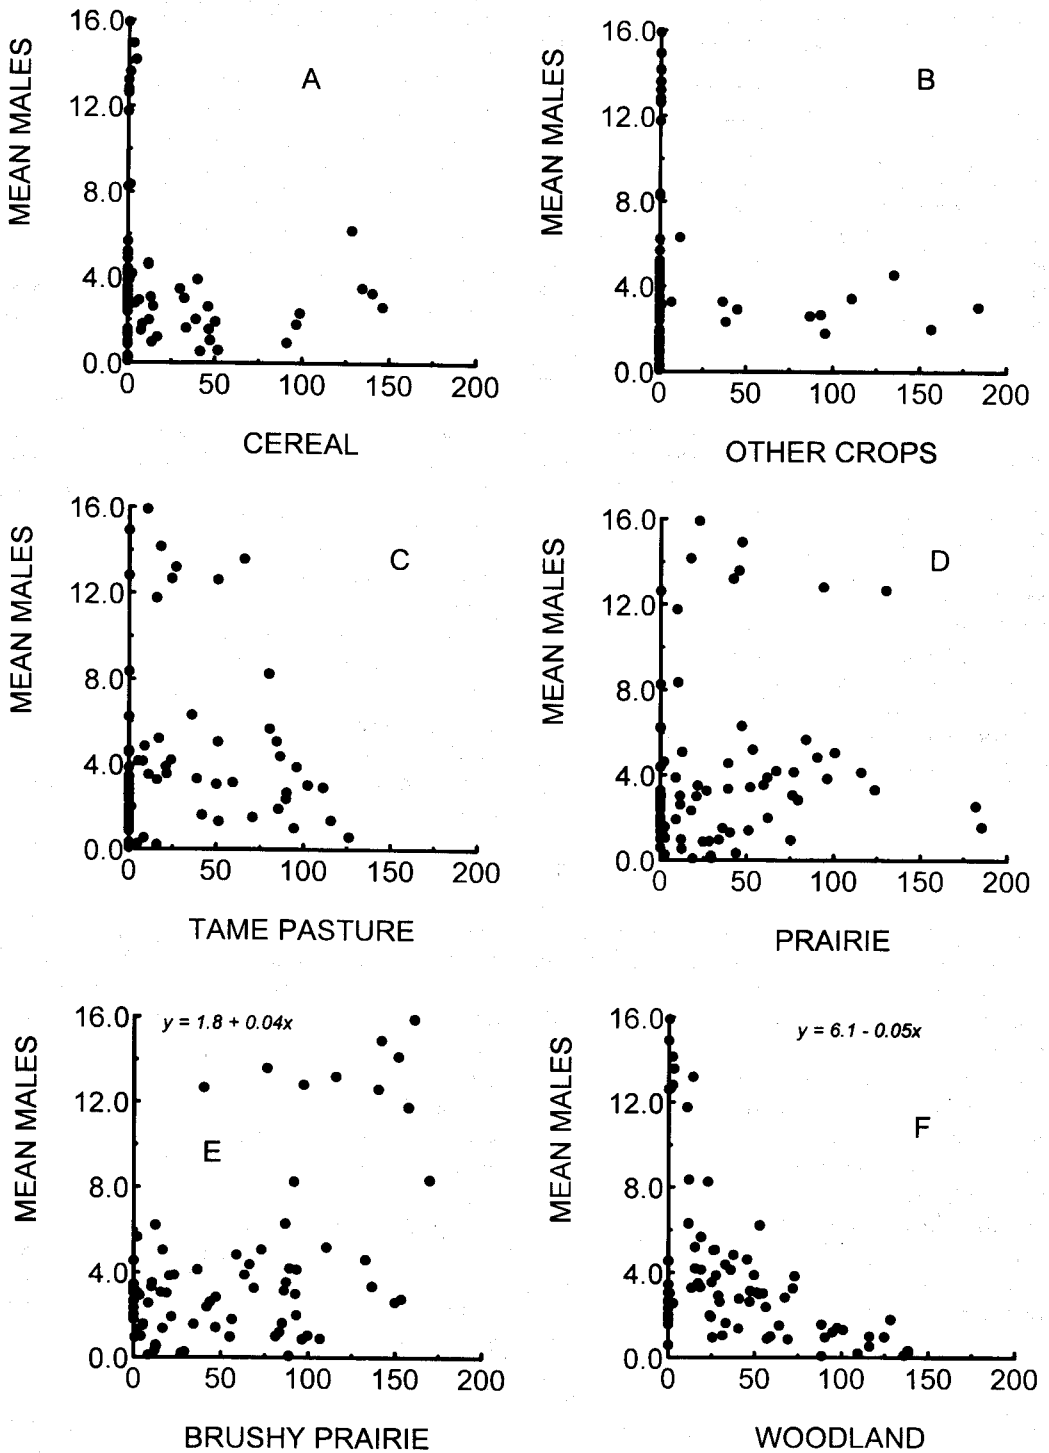 MEAN MALES
16.0
12.0
8.0
4.0
0.0
0 50 100 150 200
A
CEREAL
MEAN MALES
16.0
12.0
8.0
4.0
0.0
0 50 100 150 200
B
OTHER CROPS
MEAN MALES
16.0
12.0
8.0
4.0
0.0
0 50 100 150 200
C
TAME PASTURE
MEAN MALES
16.0
12.0
8.0
4.0
0.0
0 50 100 150 200
D
PRAIRIE
MEAN MALES
16.0
12.0
8.0
4.0
0.0
0 50 100 150 200
y = 1.8 + 0.04x
E
BRUSHY PRAIRIE
MEAN MALES
16.0
12.0
8.0
4.0
0.0
0 50 100 150 200
y = 6.1 - 0.05x
F
WOODLAND